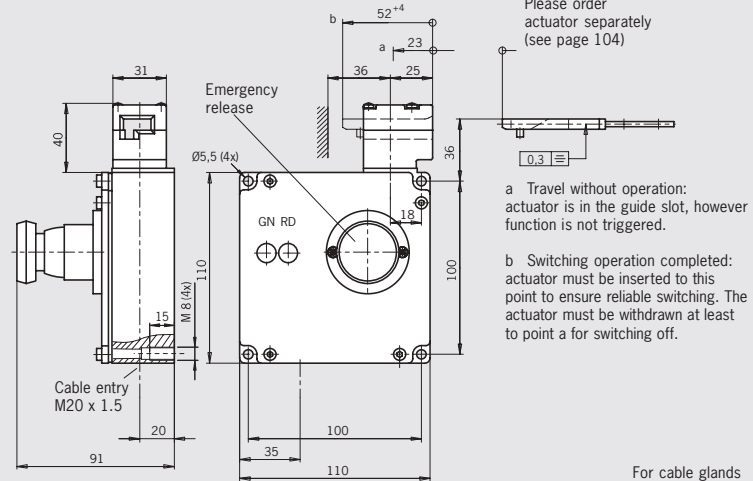 Please order
actuator separately
(see page 104)
b
52+4
a
23
36
25
31
Emergency
release
40
Ø5,5 (4x)
36
0,3
18
GN RD
110
100
15
M 8 (4x)
Cable entry
M20 x 1.5
20
91
100
35
110
a Travel without operation:
actuator is in the guide slot, however
function is not triggered.
b Switching operation completed:
actuator must be inserted to this
point to ensure reliable switching. The
actuator must be withdrawn at least
to point a for switching off.
For cable glands